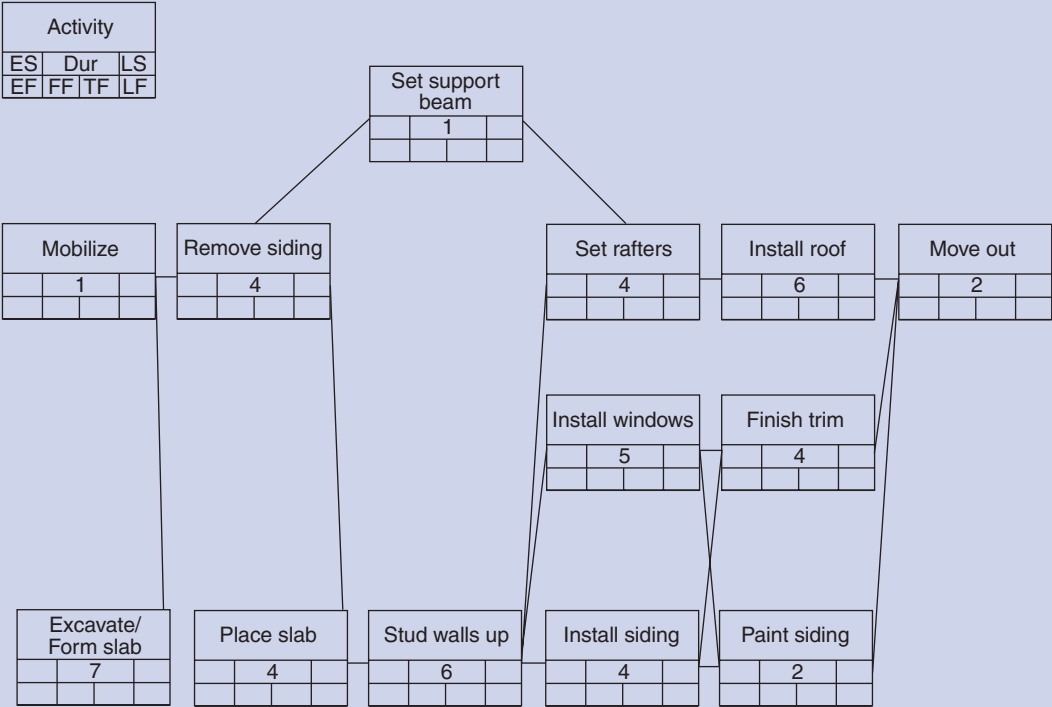 Activity
ES Dur LS
EF FF TF LF
Set support
beam
1
Mobilize
1
Remove siding
4
Set rafters
4
Install roof
6
Move out
2
Install windows
5
Finish trim
4
Excavate/
Form slab
7
Place slab
4
Stud walls up
6
Install siding
4
Paint siding
2